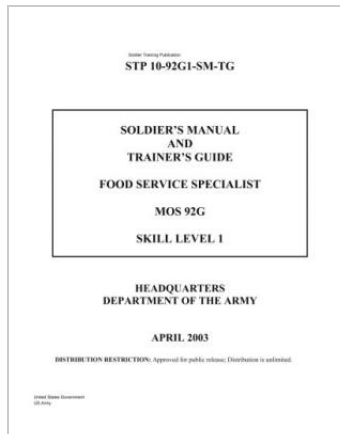 Soldier Training Publication
STP 10-92G1-SM-TG
SOLDIER'S MANUAL
AND
TRAINER'S GUIDE
FOOD SERVICE SPECIALIST
MOS 92G
SKILL LEVEL 1
HEADQUARTERS
DEPARTMENT OF THE ARMY
APRIL 2003
DISTRIBUTION RESTRICTION: Approved for public release; Distribution is unlimited.
United States Government
US Army